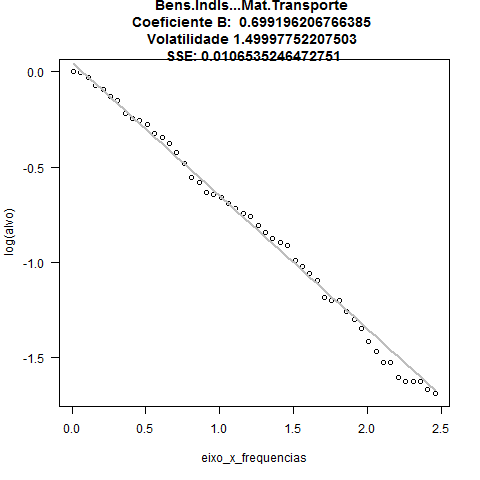 Bens.Indls...Mat.Transporte
Coeficiente B:  0.699196206766385
Volatilidade 1.49997752207503
SSE: 0.0106535246472751
log(alvo)
0.0
-0.5
-1.0
-1.5
0.0 0.5 1.0 1.5 2.0 2.5
eixo_x_frequencias